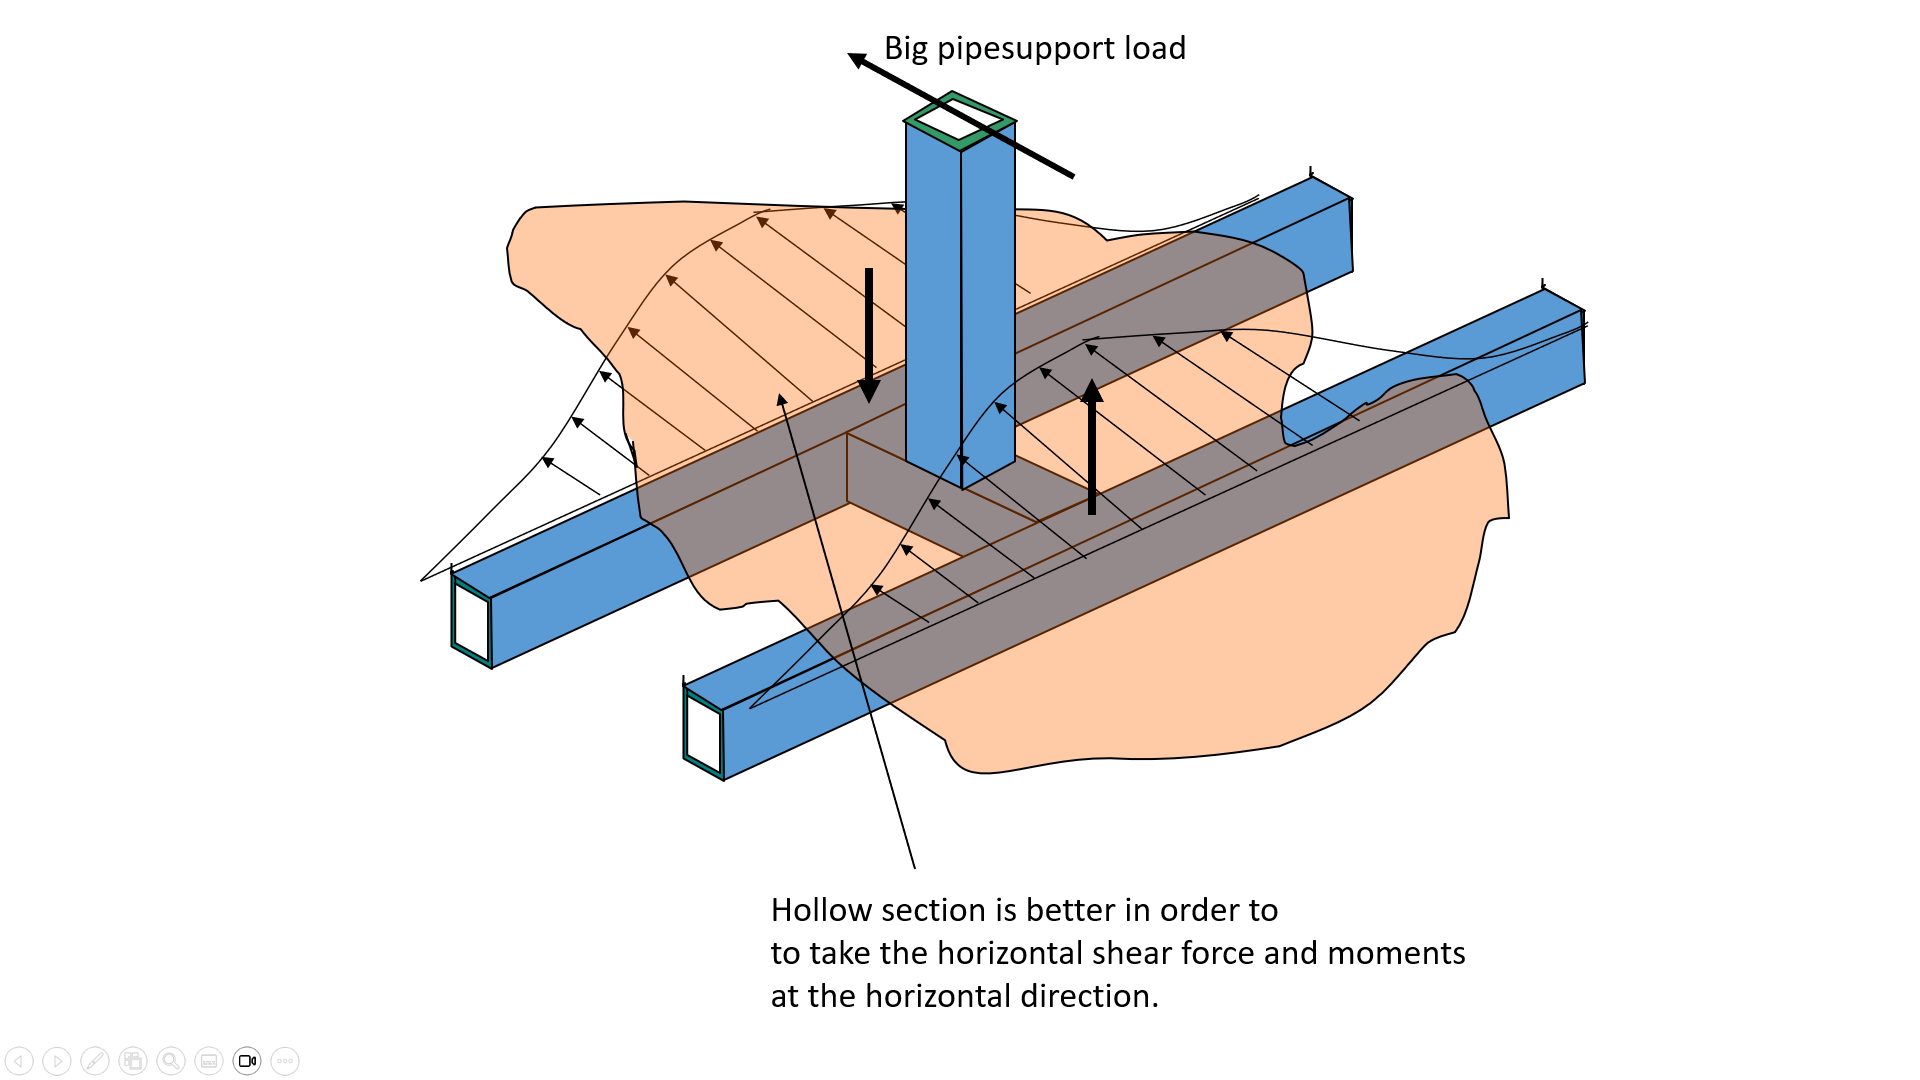 Big pipesupport load
Hollow section is better in order to
to take the horizontal shear force and moments
at the horizontal direction.